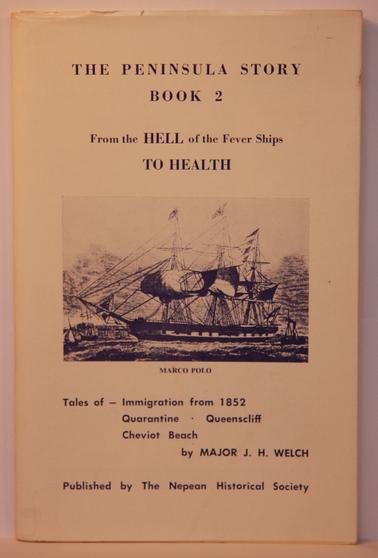 THE PENINSULA STORY
BOOK 2
From the HELL of the Fever Ships
TO HEALTH
MARCO POLO
Tales of – Immigration from 1852
Quarantine · Queenscliff
Cheviot Beach
by MAJOR J. H. WELCH
Published by The Nepean Historical Society